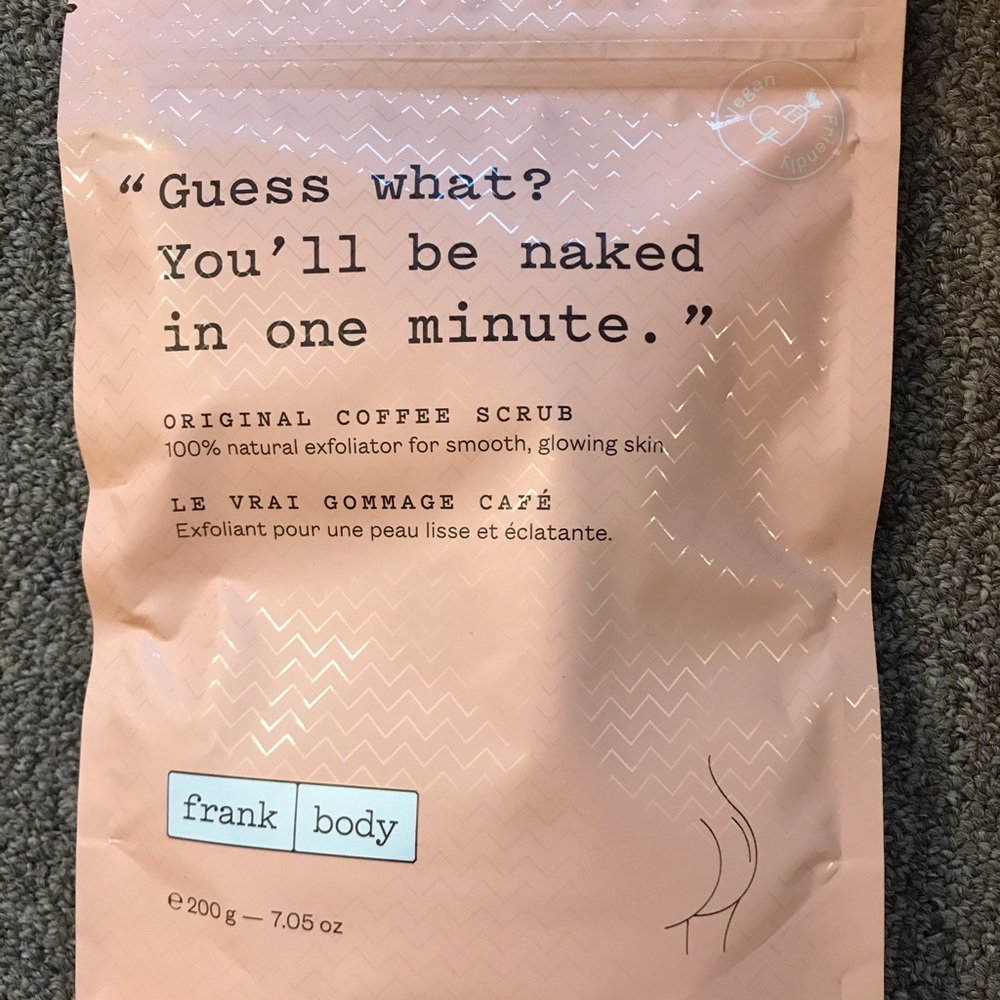 Vegan Friendly
“Guess what?
You’ll be naked
in one minute.”
ORIGINAL COFFEE SCRUB
100% natural exfoliator for smooth, glowing skin.
LE VRAI GOMMAGE CAFÉ
Exfoliant pour une peau lisse et éclatante.
frank body
℮ 200 g — 7.05 oz